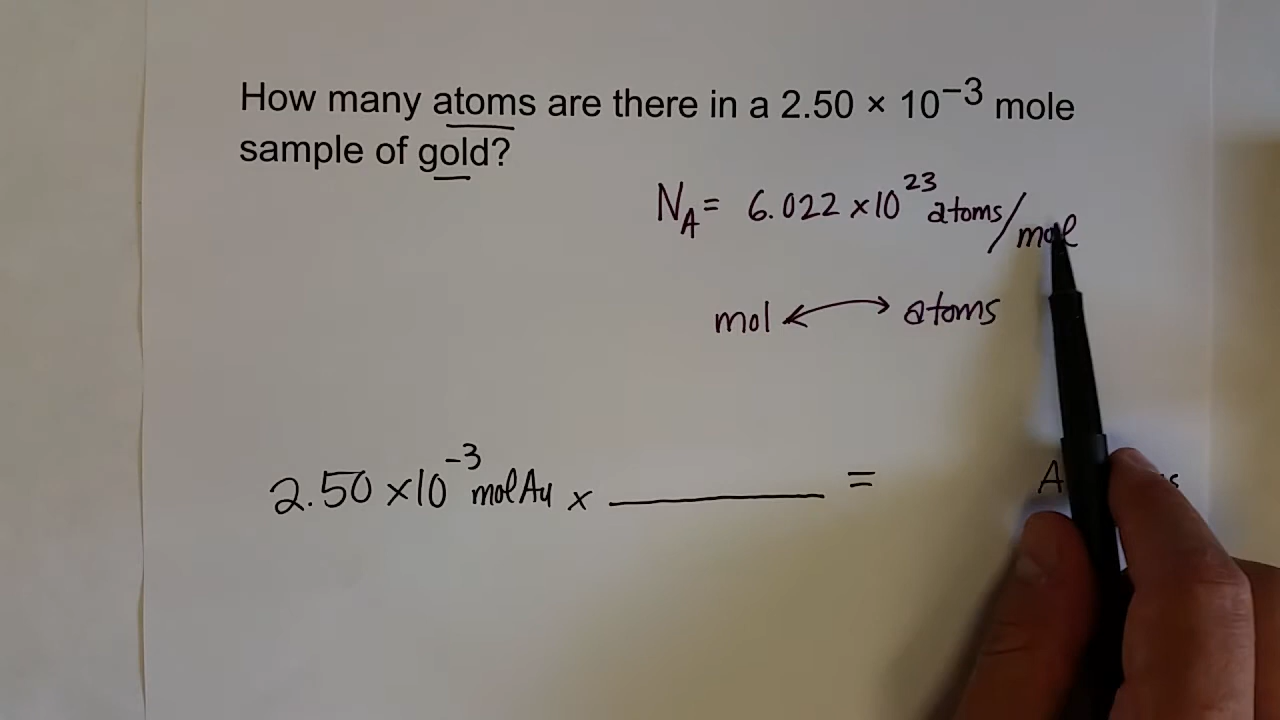 How many atoms are there in a 2.50 × 10⁻³ mole
sample of gold?
N_A = 6.022 ×10²³ atoms/mol
mol ↔ atoms
2.50 ×10⁻³ mol Au × ________ =